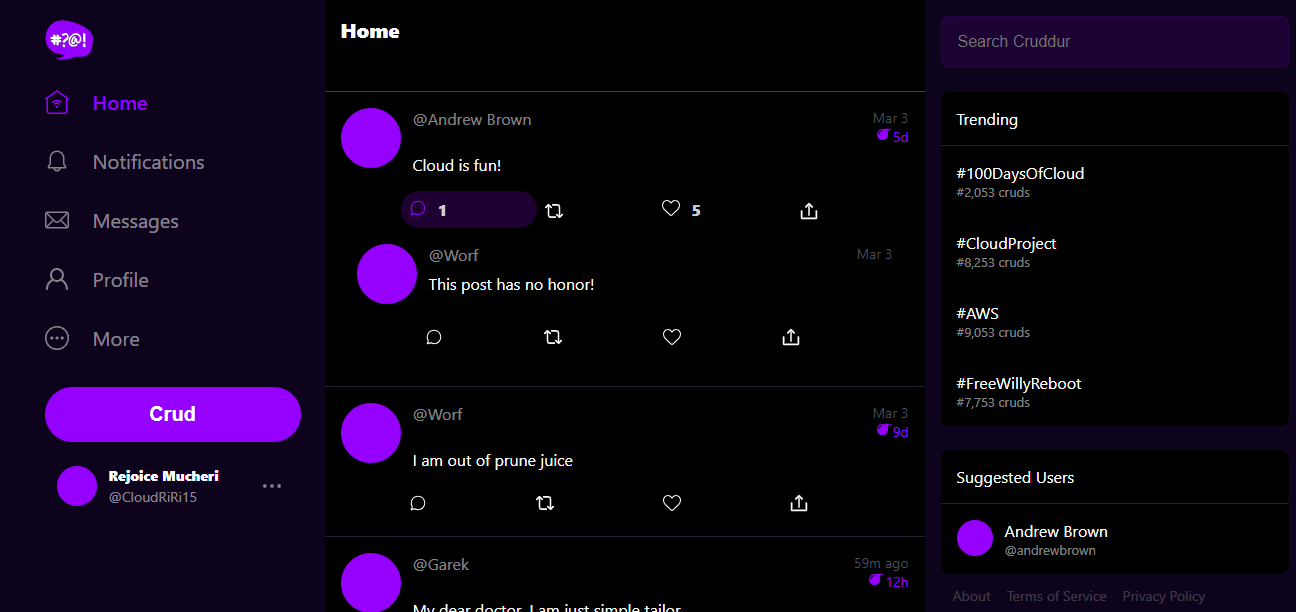 #?@!
Home
Notifications
Messages
Profile
More
Crud
Rejoice Mucheri
@CloudRiRi15
Home
@Andrew Brown
Mar 3
5d
Cloud is fun!
1
5
@Worf
Mar 3
This post has no honor!
@Worf
Mar 3
9d
I am out of prune juice
@Garek
59m ago
12h
My dear doctor, I am just simple tailor
Search Cruddur
Trending
#100DaysOfCloud
#2,053 cruds
#CloudProject
#8,253 cruds
#AWS
#9,053 cruds
#FreeWillyReboot
#7,753 cruds
Suggested Users
Andrew Brown
@andrewbrown
About Terms of Service Privacy Policy